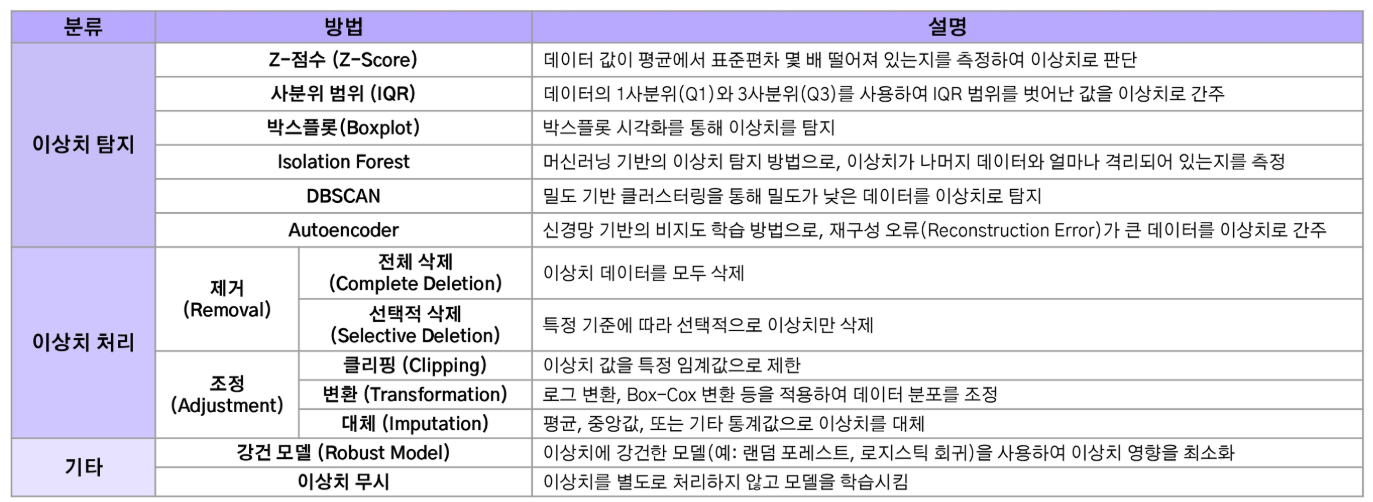 분류 방법 설명
이상치 탐지
Z-점수 (Z-Score) 데이터 값이 평균에서 표준편차 몇 배 떨어져 있는지를 측정하여 이상치로 판단
사분위 범위 (IQR) 데이터의 1사분위(Q1)와 3사분위(Q3)를 사용하여 IQR 범위를 벗어난 값을 이상치로 간주
박스플롯(Boxplot) 박스플롯 시각화를 통해 이상치를 탐지
Isolation Forest 머신러닝 기반의 이상치 탐지 방법으로, 이상치가 나머지 데이터와 얼마나 격리되어 있는지를 측정
DBSCAN 밀도 기반 클러스터링을 통해 밀도가 낮은 데이터를 이상치로 탐지
Autoencoder 신경망 기반의 비지도 학습 방법으로, 재구성 오류(Reconstruction Error)가 큰 데이터를 이상치로 간주
이상치 처리
제거
(Removal)
전체 삭제
(Complete Deletion)
이상치 데이터를 모두 삭제
선택적 삭제
(Selective Deletion)
특정 기준에 따라 선택적으로 이상치만 삭제
조정
(Adjustment)
클리핑 (Clipping) 이상치 값을 특정 임계값으로 제한
변환 (Transformation) 로그 변환, Box-Cox 변환 등을 적용하여 데이터 분포를 조정
대체 (Imputation) 평균, 중앙값, 또는 기타 통계값으로 이상치를 대체
기타
강건 모델 (Robust Model) 이상치에 강건한 모델(예: 랜덤 포레스트, 로지스틱 회귀)을 사용하여 이상치 영향을 최소화
이상치 무시 이상치를 별도로 처리하지 않고 모델을 학습시킴